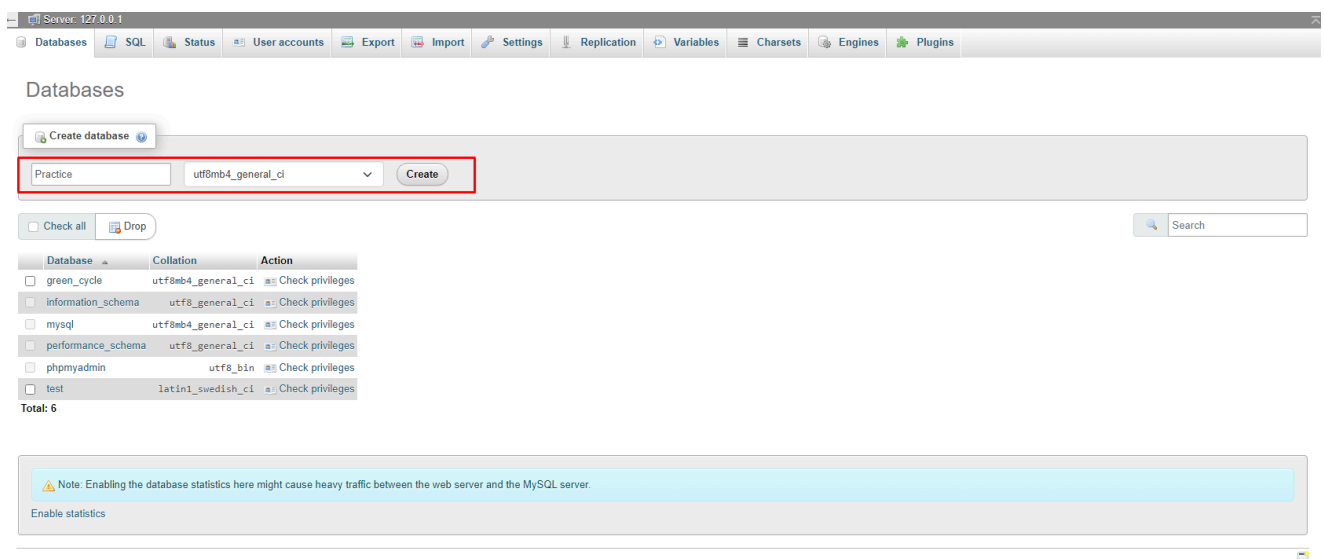 Server: 127.0.0.1
Databases SQL Status User accounts Export Import Settings Replication Variables Charsets Engines Plugins
Databases
Create database
Practice utf8mb4_general_ci Create
Check all Drop Search
Database Collation Action
green_cycle utf8mb4_general_ci Check privileges
information_schema utf8_general_ci Check privileges
mysql utf8mb4_general_ci Check privileges
performance_schema utf8_general_ci Check privileges
phpmyadmin utf8_bin Check privileges
test latin1_swedish_ci Check privileges
Total: 6
Note: Enabling the database statistics here might cause heavy traffic between the web server and the MySQL server.
Enable statistics